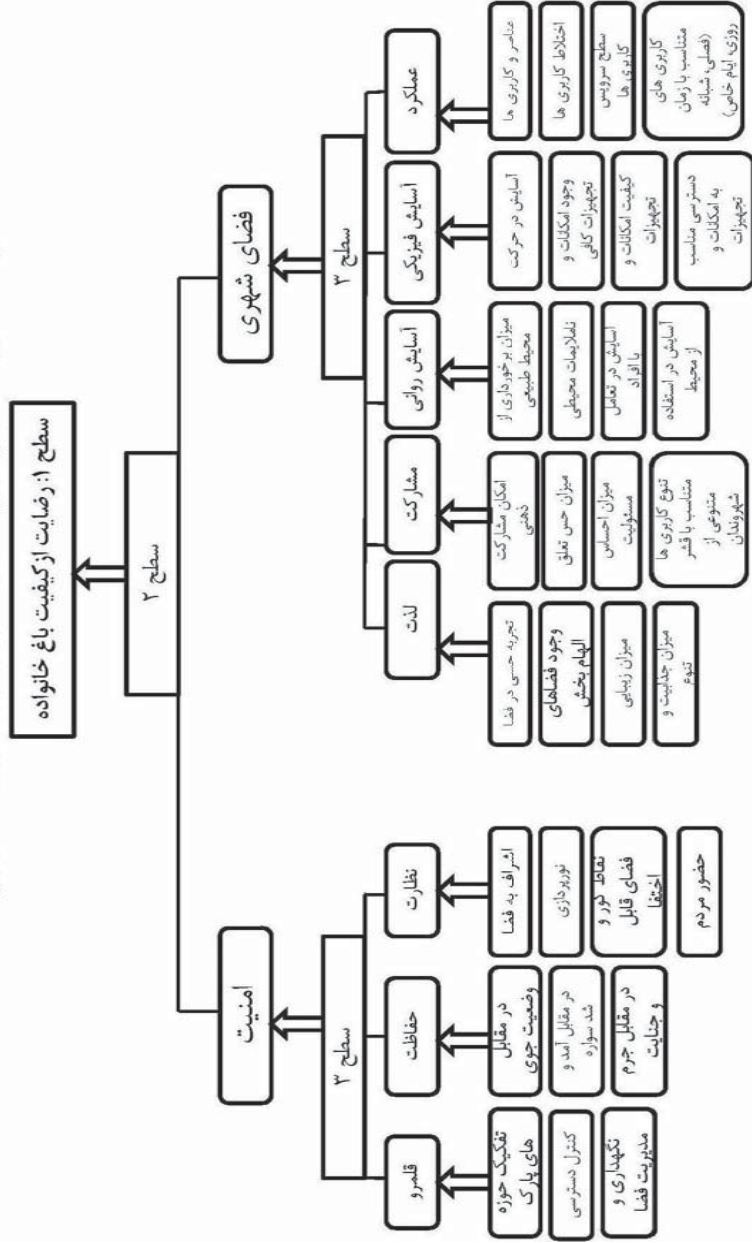 سطح ۱: رضایت از کیفیت باغ خانواده
سطح ۲
فضای شهری
امنیت
سطح ۳
سطح ۳
عملکرد
آسایش فیزیکی
آسایش روانی
مشارکت
لذت
نظارت
حفاظت
قلمرو
عناصر و کاربری ها
اختلاط کاربری ها
سطح سرویس
کاربری ها
کاربری های
متناسب با زمان
(فصلی، شبانه
روزی، ایام خاص)
آسایش در حرکت
وجود امکانات و
تجهیزات کافی
کیفیت امکانات و
تجهیزات
دسترسی مناسب
به امکانات و
تجهیزات
میزان برخورداری از
محیط طبیعی
ناملایمات محیطی
آسایش در تعامل
با افراد
آسایش در استفاده
از محیط
امکان مشارکت
ذهنی
میزان حس تعلق
میزان احساس
مسئولیت
تنوع کاربری ها
متناسب با قشر
متنوعی از
شهروندان
تجربه حسی در فضا
وجود فضاهای
الهام بخش
میزان زیبایی
میزان جذابیت و
تنوع
اشراف به فضا
نورپردازی
نقاط کور و
فضای قابل
اختفا
حضور مردم
در مقابل
وضعیت جوی
در مقابل آمد و
شد سواره
در مقابل جرم
و جنایت
تفکیک حوزه
های پارک
کنترل دسترسی
نگهداری و
مدیریت فضا